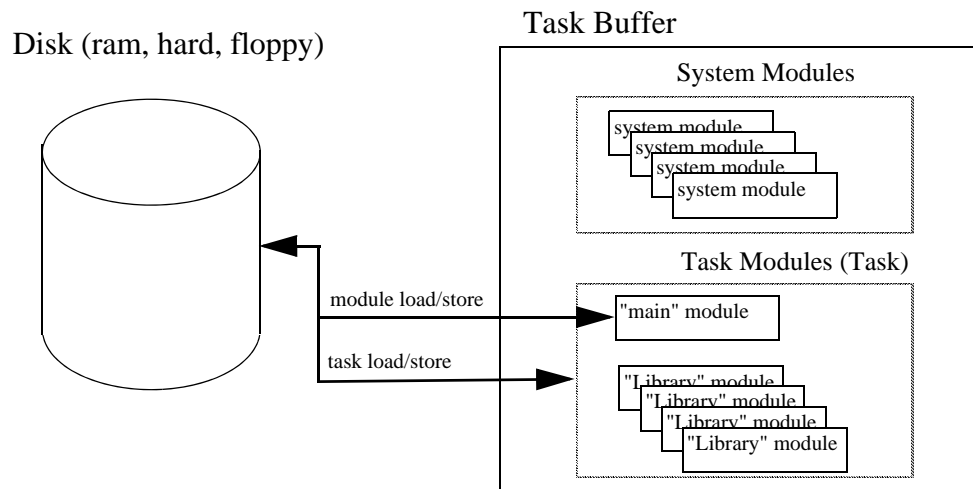 Task Buffer
Disk (ram, hard, floppy)
System Modules
system module
system module
system module
system module
Task Modules (Task)
module load/store
"main" module
task load/store
"Library" module
"Library" module
"Library" module
"Library" module